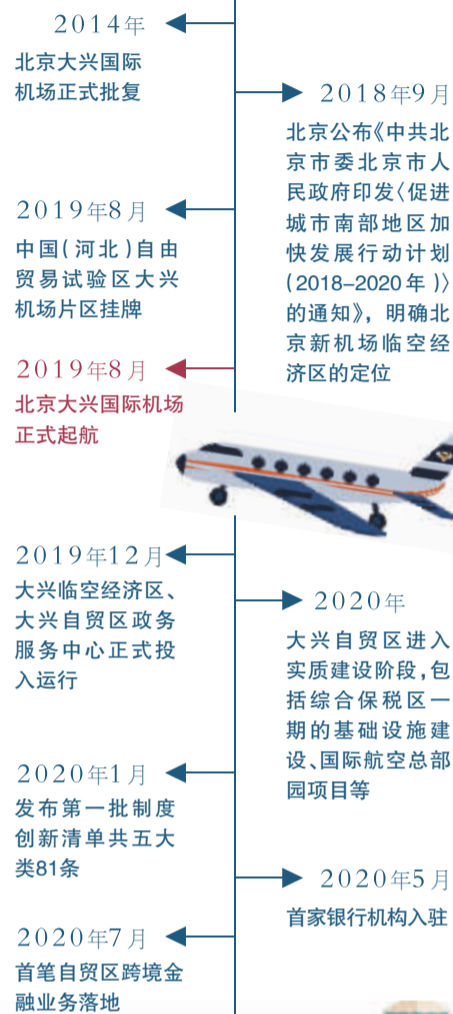 2014年
北京大兴国际
机场正式批复
2018年9月
北京公布《中共北
京市委北京市人
民政府印发〈促进
城市南部地区加
快发展行动计划
(2018-2020年)〉
的通知》，明确北
京新机场临空经
济区的定位
2019年8月
中国(河北)自由
贸易试验区大兴
机场片区挂牌
2019年8月
北京大兴国际机场
正式起航
2019年12月
大兴临空经济区、
大兴自贸区政务
服务中心正式投
入运行
2020年
大兴自贸区进入
实质建设阶段,包
括综合保税区一
期的基础设施建
设、国际航空总部
园项目等
2020年1月
发布第一批制度
创新清单共五大
类81条
2020年5月
首家银行机构入驻
2020年7月
首笔自贸区跨境金
融业务落地